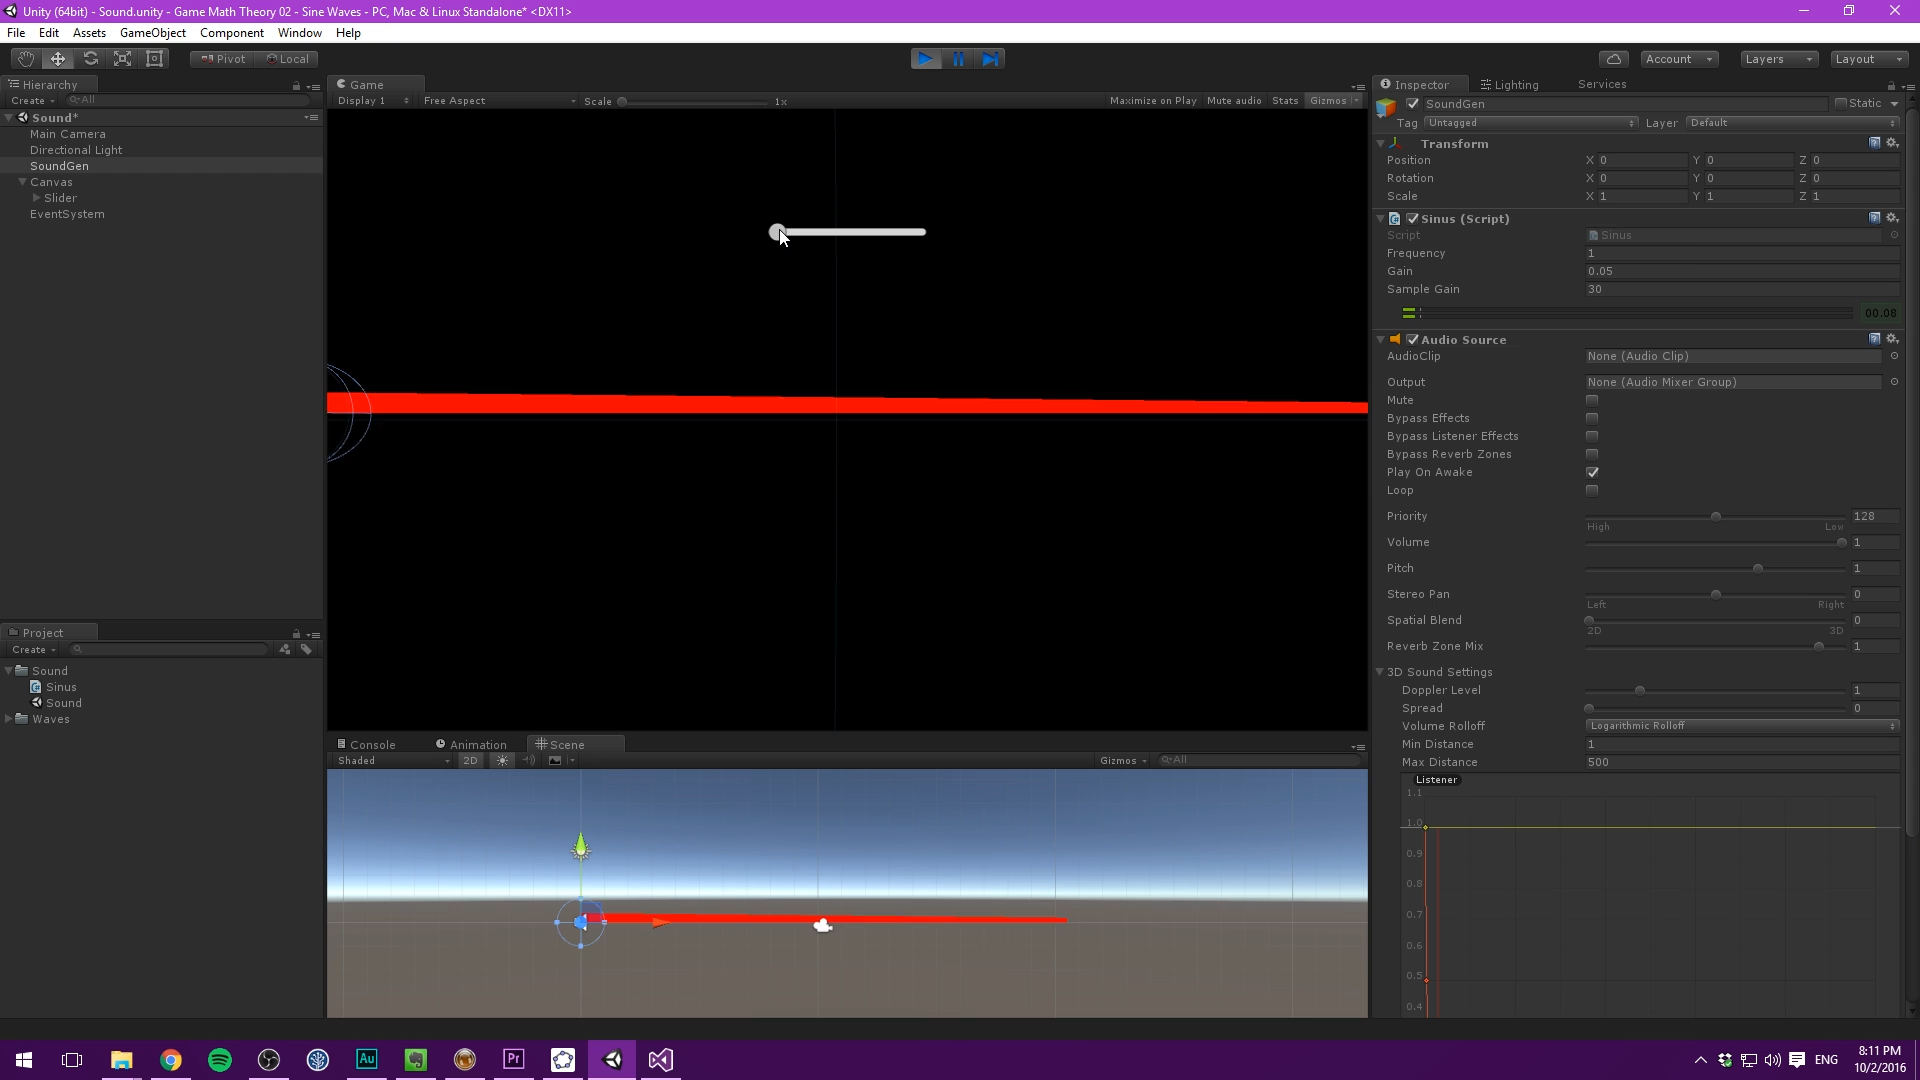 Unity (64bit) - Sound.unity - Game Math Theory 02 - Sine Waves - PC, Mac & Linux Standalone* <DX11>
File Edit Assets GameObject Component Window Help
Pivot Local Account Layers Layout
Hierarchy
Create All
Sound*
Main Camera
Directional Light
SoundGen
Canvas
Slider
EventSystem
Game
Display 1 Free Aspect Scale 1x Maximize on Play Mute audio Stats Gizmos
Inspector Lighting Services
SoundGen Static
Tag Untagged Layer Default
Transform
Position X 0 Y 0 Z 0
Rotation X 0 Y 0 Z 0
Scale X 1 Y 1 Z 1
Sinus (Script)
Script Sinus
Frequency 1
Gain 0.05
Sample Gain 30
00.08
Audio Source
AudioClip None (Audio Clip)
Output None (Audio Mixer Group)
Mute
Bypass Effects
Bypass Listener Effects
Bypass Reverb Zones
Play On Awake
Loop
Priority 128
High Low
Volume 1
Pitch 1
Stereo Pan 0
Left Right
Spatial Blend 0
2D 3D
Reverb Zone Mix 1
3D Sound Settings
Doppler Level 1
Spread 0
Volume Rolloff Logarithmic Rolloff
Min Distance 1
Max Distance 500
Listener
1.1
1.0
0.9
0.8
0.7
0.6
0.5
0.4
Project
Create
Sound
Sinus
Sound
Waves
Console Animation Scene
Shaded 2D Gizmos All
Au Pr ENG
8:11 PM
10/2/2016